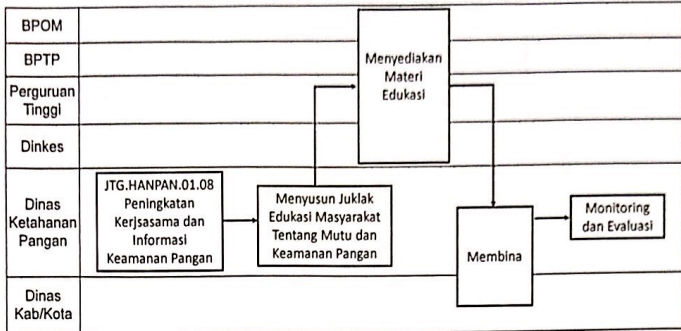 BPOM
BPTP
Perguruan
Tinggi
Dinkes
Dinas
Ketahanan
Pangan
Dinas
Kab/Kota
JTG.HANPAN.01.08
Peningkatan
Kerjsasama dan
Informasi
Keamanan Pangan
Menyusun Juklak
Edukasi Masyarakat
Tentang Mutu dan
Keamanan Pangan
Menyediakan
Materi
Edukasi
Membina
Monitoring
dan Evaluasi